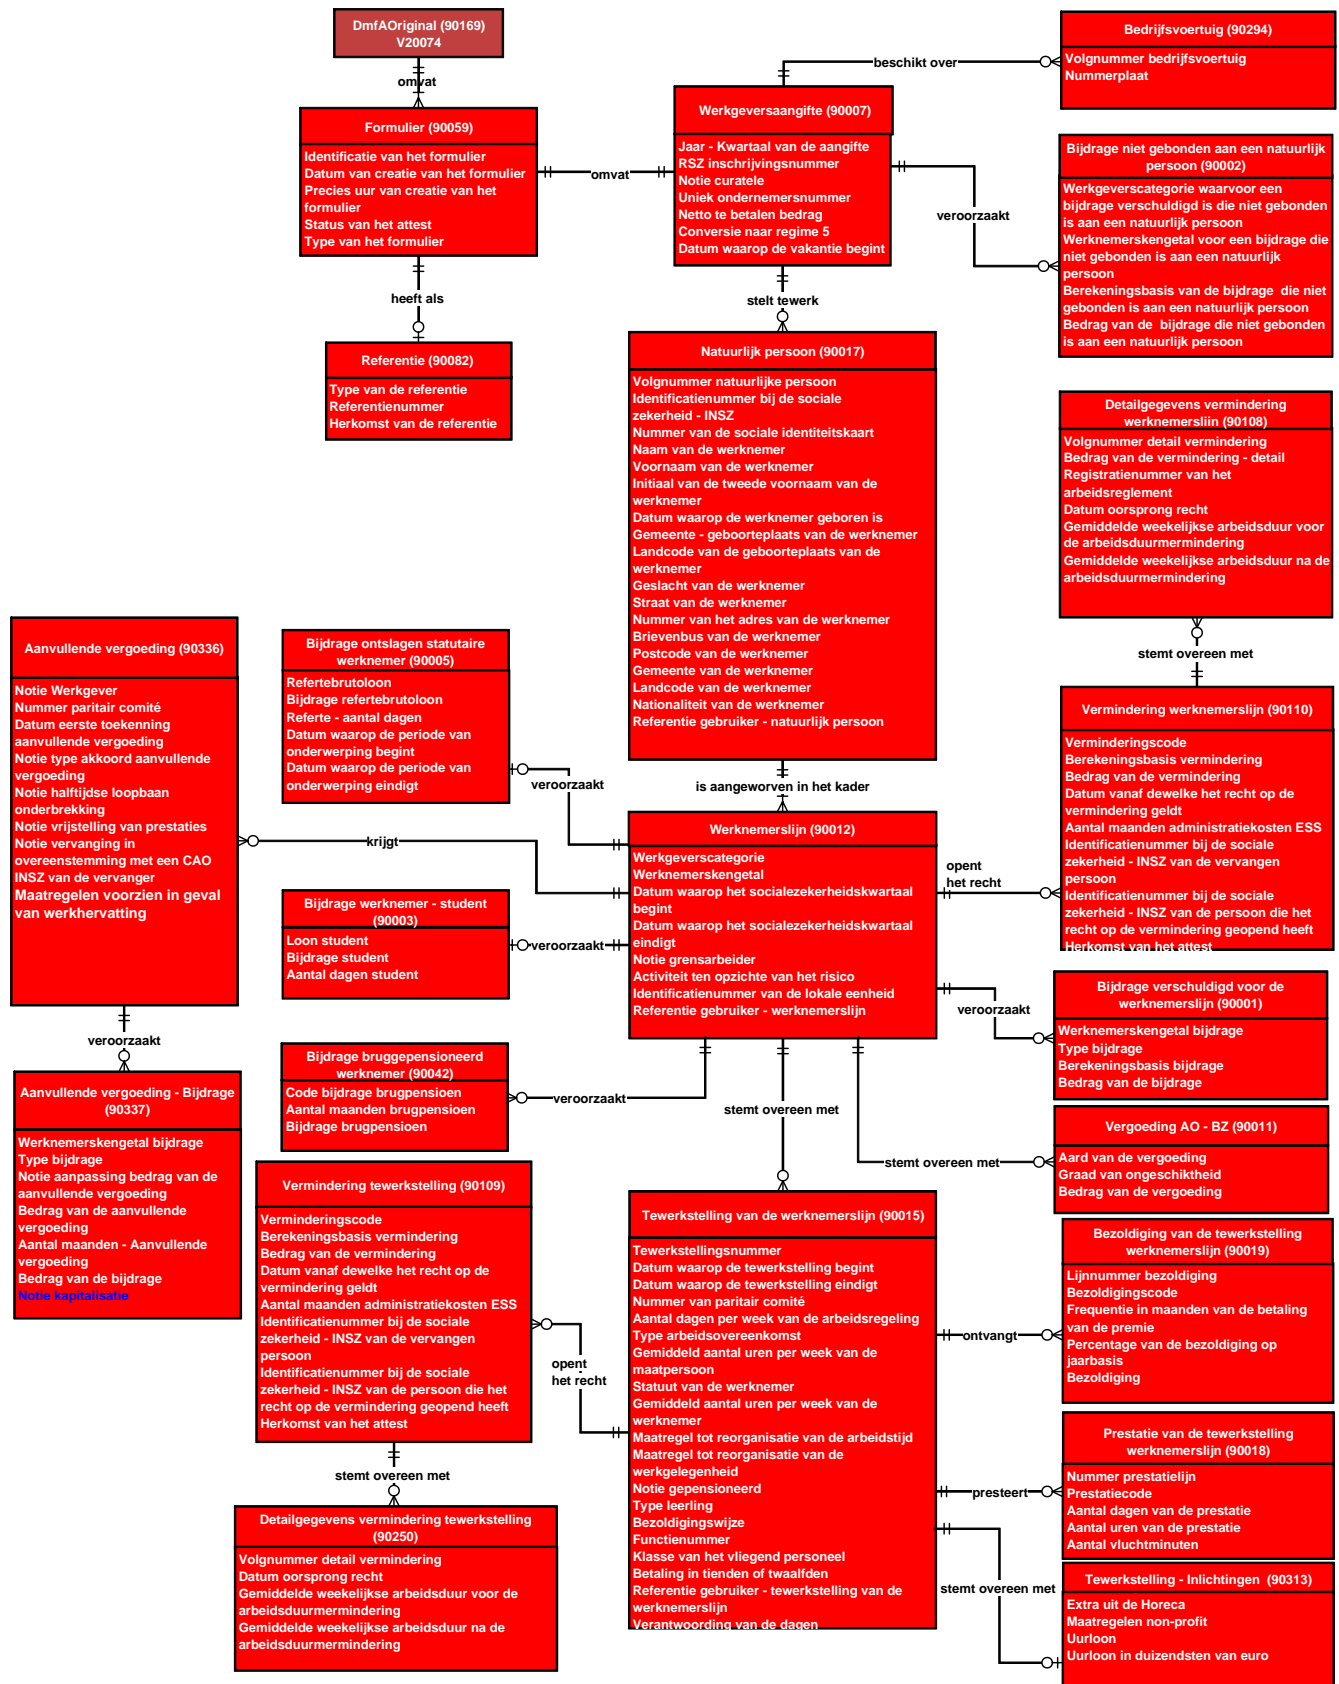 DmfAOriginal (90169)
V20074
omvat
Formulier (90059)
Identificatie van het formulier
Datum van creatie van het formulier
Precies uur van creatie van het
formulier
Status van het attest
Type van het formulier
omvat
heeft als
Referentie (90082)
Type van de referentie
Referentienummer
Herkomst van de referentie
Werkgeversaangifte (90007)
Jaar - Kwartaal van de aangifte
RSZ inschrijvingsnummer
Notie curatele
Uniek ondernemersnummer
Netto te betalen bedrag
Conversie naar regime 5
Datum waarop de vakantie begint
beschikt over
Bedrijfsvoertuig (90294)
Volgnummer bedrijfsvoertuig
Nummerplaat
veroorzaakt
Bijdrage niet gebonden aan een natuurlijk
persoon (90002)
Werkgeverscategorie waarvoor een
bijdrage verschuldigd is die niet gebonden
is aan een natuurlijk persoon
Werknemerskengetal voor een bijdrage die
niet gebonden is aan een natuurlijk
persoon
Berekeningsbasis van de bijdrage  die niet
gebonden is aan een natuurlijk persoon
Bedrag van de  bijdrage die niet gebonden
is aan een natuurlijk persoon
stelt tewerk
Natuurlijk persoon (90017)
Volgnummer natuurlijke persoon
Identificatienummer bij de sociale
zekerheid - INSZ
Nummer van de sociale identiteitskaart
Naam van de werknemer
Voornaam van de werknemer
Initiaal van de tweede voornaam van de
werknemer
Datum waarop de werknemer geboren is
Gemeente - geboorteplaats van de werknemer
Landcode van de geboorteplaats van de
werknemer
Geslacht van de werknemer
Straat van de werknemer
Nummer van het adres van de werknemer
Brievenbus van de werknemer
Postcode van de werknemer
Gemeente van de werknemer
Landcode van de werknemer
Nationaliteit van de werknemer
Referentie gebruiker - natuurlijk persoon
Detailgegevens vermindering
werknemersliin (90108)
Volgnummer detail vermindering
Bedrag van de vermindering - detail
Registratienummer van het
arbeidsreglement
Datum oorsprong recht
Gemiddelde weekelijkse arbeidsduur voor
de arbeidsduurmermindering
Gemiddelde weekelijkse arbeidsduur na de
arbeidsduurmermindering
stemt overeen met
Vermindering werknemerslijn (90110)
Verminderingscode
Berekeningsbasis vermindering
Bedrag van de vermindering
Datum vanaf dewelke het recht op de
vermindering geldt
Aantal maanden administratiekosten ESS
Identificatienummer bij de sociale
zekerheid - INSZ van de vervangen
persoon
Identificatienummer bij de sociale
zekerheid - INSZ van de persoon die het
recht op de vermindering geopend heeft
Herkomst van het attest
Aanvullende vergoeding (90336)
Notie Werkgever
Nummer paritair comité
Datum eerste toekenning
aanvullende vergoeding
Notie type akkoord aanvullende
vergoeding
Notie halftijdse loopbaan
onderbrekking
Notie vrijstelling van prestaties
Notie vervanging in
overeenstemming met een CAO
INSZ van de vervanger
Maatregelen voorzien in geval
van werkhervatting
Bijdrage ontslagen statutaire
werknemer (90005)
Refertebrutoloon
Bijdrage refertebrutoloon
Referte - aantal dagen
Datum waarop de periode van
onderwerping begint
Datum waarop de periode van
onderwerping eindigt
veroorzaakt
krijgt
is aangeworven in het kader
Werknemerslijn (90012)
Werkgeverscategorie
Werknemerskengetal
Datum waarop het socialezekerheidskwartaal
begint
Datum waarop het socialezekerheidskwartaal
eindigt
Notie grensarbeider
Activiteit ten opzichte van het risico
Identificatienummer van de lokale eenheid
Referentie gebruiker - werknemerslijn
opent
het recht
Bijdrage werknemer - student
(90003)
Loon student
Bijdrage student
Aantal dagen student
veroorzaakt
veroorzaakt
Bijdrage verschuldigd voor de
werknemerslijn (90001)
Werknemerskengetal bijdrage
Type bijdrage
Berekeningsbasis bijdrage
Bedrag van de bijdrage
veroorzaakt
Aanvullende vergoeding - Bijdrage
(90337)
Werknemerskengetal bijdrage
Type bijdrage
Notie aanpassing bedrag van de
aanvullende vergoeding
Bedrag van de aanvullende
vergoeding
Aantal maanden - Aanvullende
vergoeding
Bedrag van de bijdrage
Notie kapitalisatie
Bijdrage bruggepensioneerd
werknemer (90042)
Code bijdrage brugpensioen
Aantal maanden brugpensioen
Bijdrage brugpensioen
veroorzaakt
stemt overeen met
stemt overeen met
Vergoeding AO - BZ (90011)
Aard van de vergoeding
Graad van ongeschiktheid
Bedrag van de vergoeding
Vermindering tewerkstelling (90109)
Verminderingscode
Berekeningsbasis vermindering
Bedrag van de vermindering
Datum vanaf dewelke het recht op de
vermindering geldt
Aantal maanden administratiekosten ESS
Identificatienummer bij de sociale
zekerheid - INSZ van de vervangen
persoon
Identificatienummer bij de sociale
zekerheid - INSZ van de persoon die het
recht op de vermindering geopend heeft
Herkomst van het attest
opent
het recht
stemt overeen met
Detailgegevens vermindering tewerkstelling
(90250)
Volgnummer detail vermindering
Datum oorsprong recht
Gemiddelde weekelijkse arbeidsduur voor de
arbeidsduurmermindering
Gemiddelde weekelijkse arbeidsduur na de
arbeidsduurmermindering
Tewerkstelling van de werknemerslijn (90015)
Tewerkstellingsnummer
Datum waarop de tewerkstelling begint
Datum waarop de tewerkstelling eindigt
Nummer van paritair comité
Aantal dagen per week van de arbeidsregeling
Type arbeidsovereenkomst
Gemiddeld aantal uren per week van de
maatpersoon
Statuut van de werknemer
Gemiddeld aantal uren per week van de
werknemer
Maatregel tot reorganisatie van de arbeidstijd
Maatregel tot reorganisatie van de
werkgelegenheid
Notie gepensioneerd
Type leerling
Bezoldigingswijze
Functienummer
Klasse van het vliegend personeel
Betaling in tienden of twaalfden
Referentie gebruiker - tewerkstelling van de
werknemerslijn
Verantwoording van de dagen
ontvangt
Bezoldiging van de tewerkstelling
werknemerslijn (90019)
Lijnnummer bezoldiging
Bezoldigingscode
Frequentie in maanden van de betaling
van de premie
Percentage van de bezoldiging op
jaarbasis
Bezoldiging
presteert
Prestatie van de tewerkstelling
werknemerslijn (90018)
Nummer prestatielijn
Prestatiecode
Aantal dagen van de prestatie
Aantal uren van de prestatie
Aantal vluchtminuten
stemt overeen met
Tewerkstelling - Inlichtingen  (90313)
Extra uit de Horeca
Maatregelen non-profit
Uurloon
Uurloon in duizendsten van euro